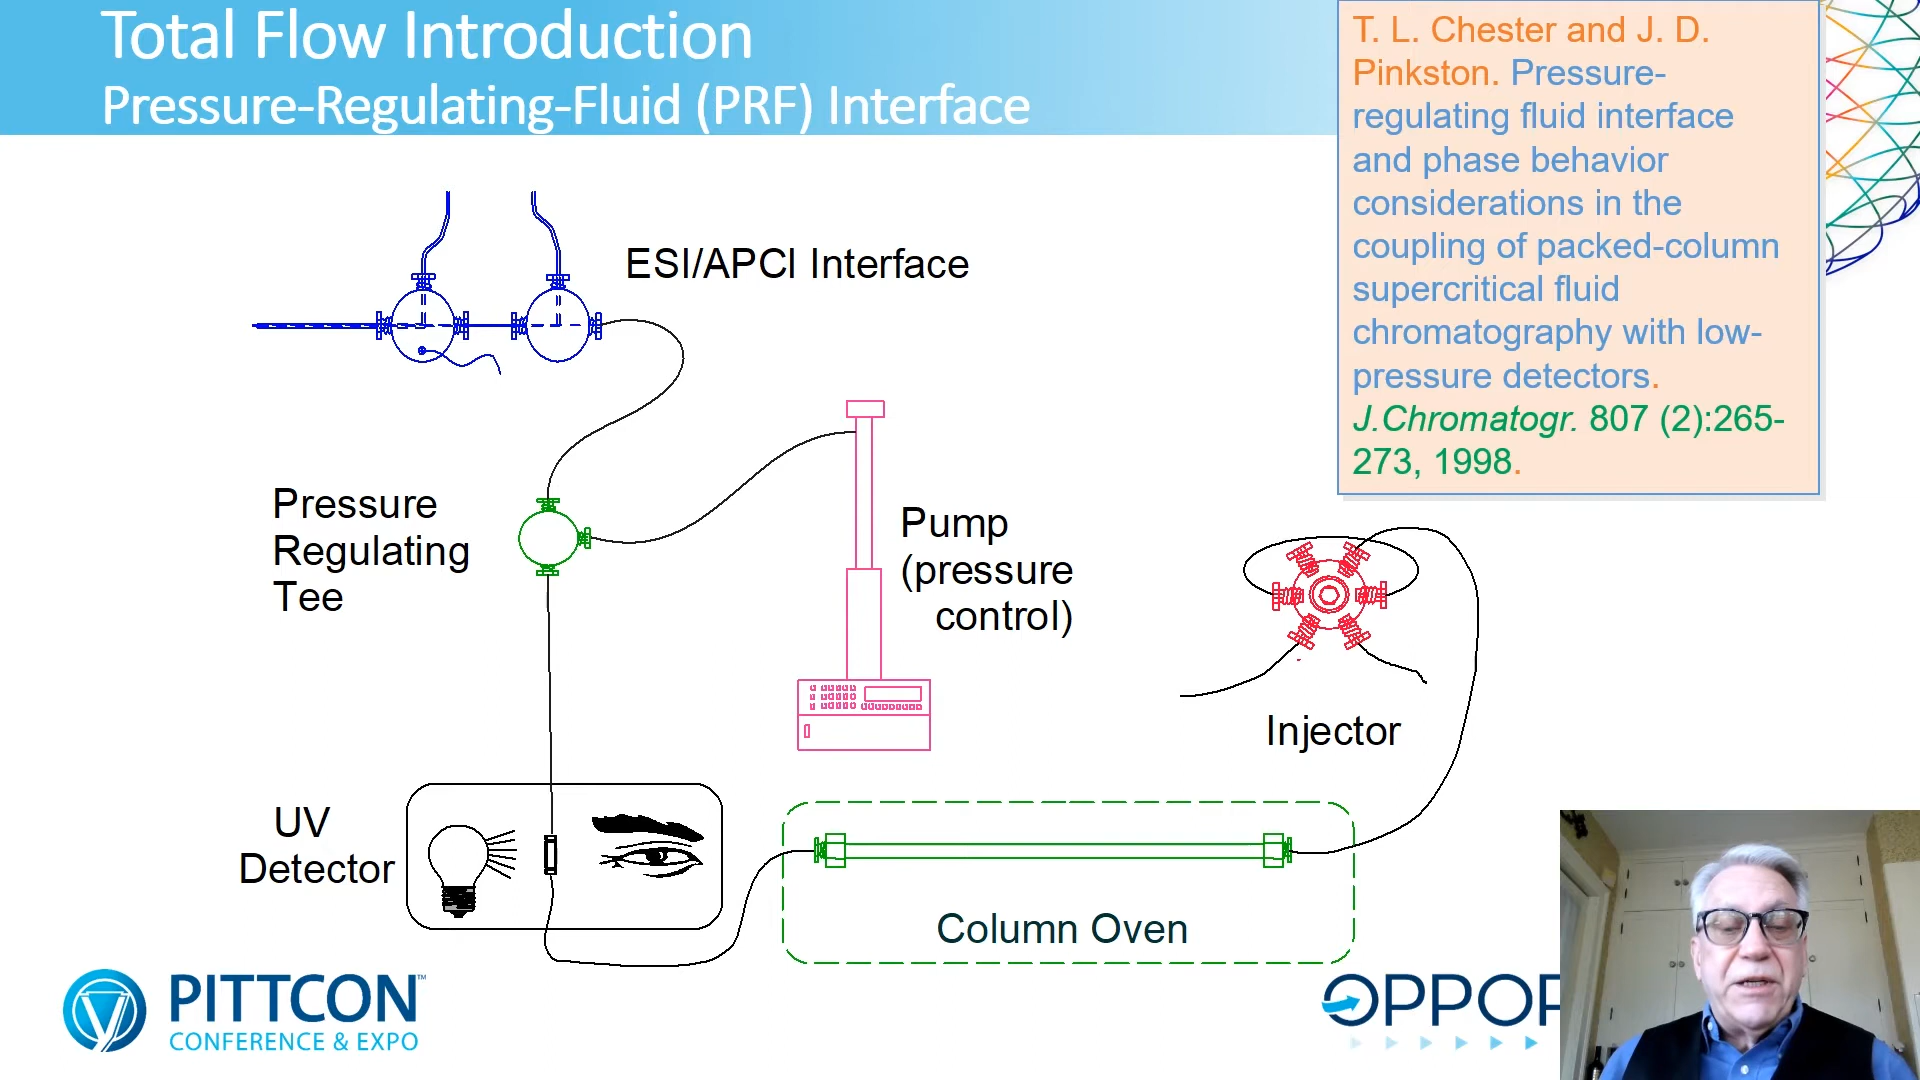 Total Flow Introduction
Pressure-Regulating-Fluid (PRF) Interface
T. L. Chester and J. D.
Pinkston. Pressure-
regulating fluid interface
and phase behavior
considerations in the
coupling of packed-column
supercritical fluid
chromatography with low-
pressure detectors.
J.Chromatogr. 807 (2):265-
273, 1998.
ESI/APCI Interface
Pressure
Regulating
Tee
Pump
(pressure
control)
Injector
UV
Detector
Column Oven
PITTCON™
CONFERENCE & EXPO
OPPOR